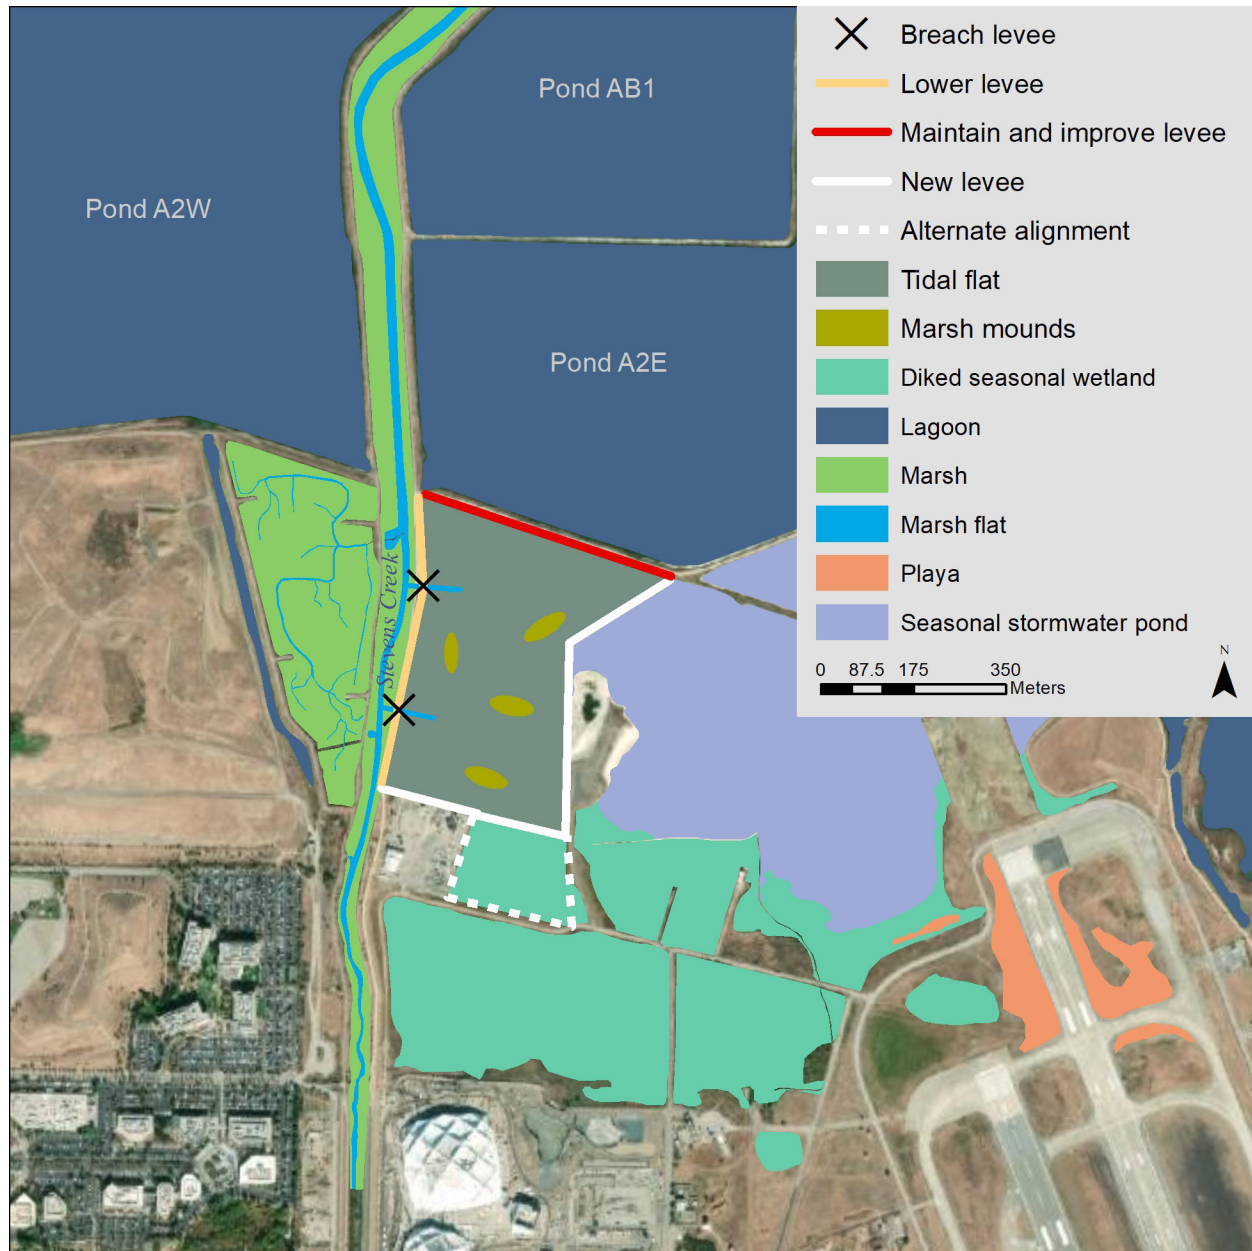 Pond AB1
Pond A2W
Pond A2E
Stevens Creek
Breach levee
Lower levee
Maintain and improve levee
New levee
Alternate alignment
Tidal flat
Marsh mounds
Diked seasonal wetland
Lagoon
Marsh
Marsh flat
Playa
Seasonal stormwater pond
0 87.5 175 350
Meters
N